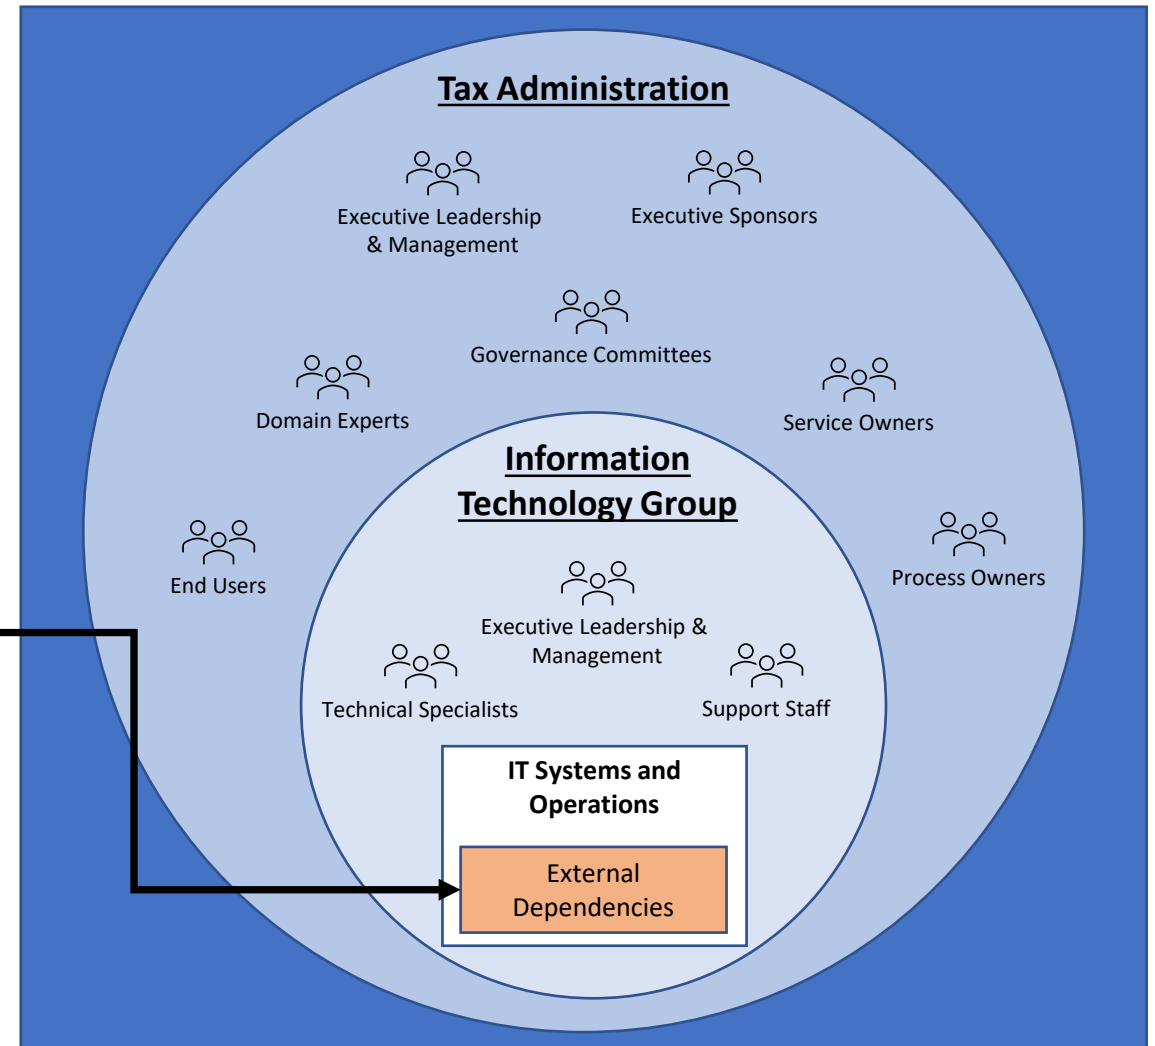 Tax Administration
Executive Leadership
& Management
Executive Sponsors
Governance Committees
Domain Experts
Service Owners
Information
Technology Group
End Users
Process Owners
Executive Leadership &
Management
Technical Specialists
Support Staff
IT Systems and
Operations
External
Dependencies